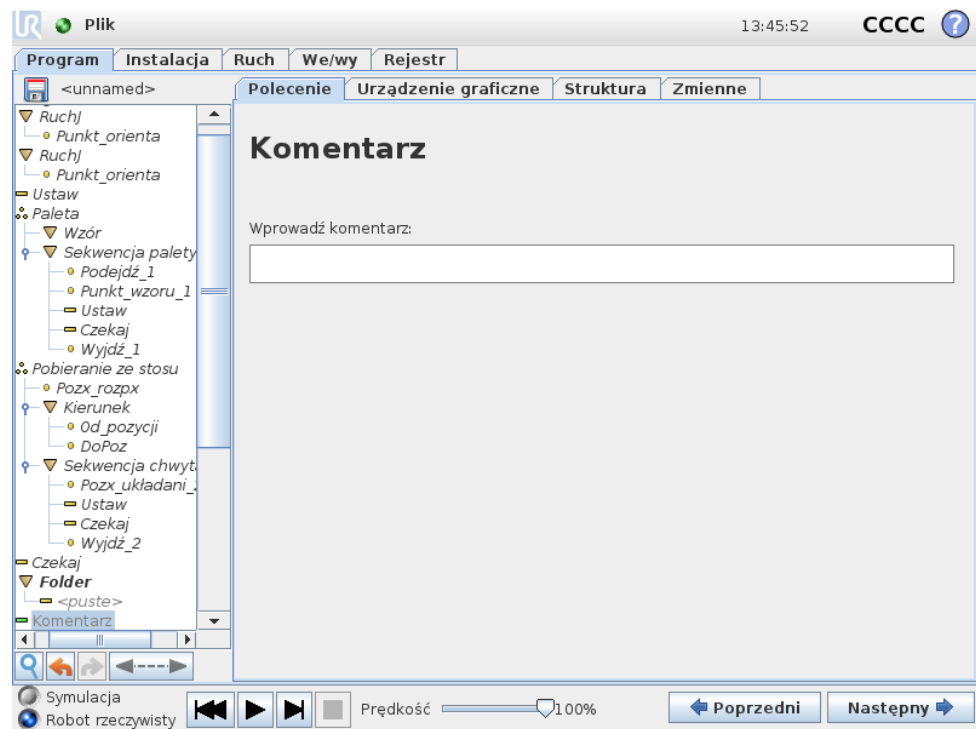 UR Plik 13:45:52 CCCC ?
Program Instalacja Ruch We/wy Rejestr
<unnamed> Polecenie Urządzenie graficzne Struktura Zmienne
RuchJ
Punkt_orienta
RuchJ
Punkt_orienta
Ustaw
Paleta
Wzór
Sekwencja palety
Podejdź_1
Punkt_wzoru_1
Ustaw
Czekaj
Wyjdź_1
Pobieranie ze stosu
Pozx_rozpx
Kierunek
Od_pozycji
DoPoz
Sekwencja chwyt
Pozx_układani_
Ustaw
Czekaj
Wyjdź_2
Czekaj
Folder
<puste>
Komentarz
Komentarz
Wprowadź komentarz:
Symulacja
Robot rzeczywisty
Prędkość 100%
Poprzedni Następny